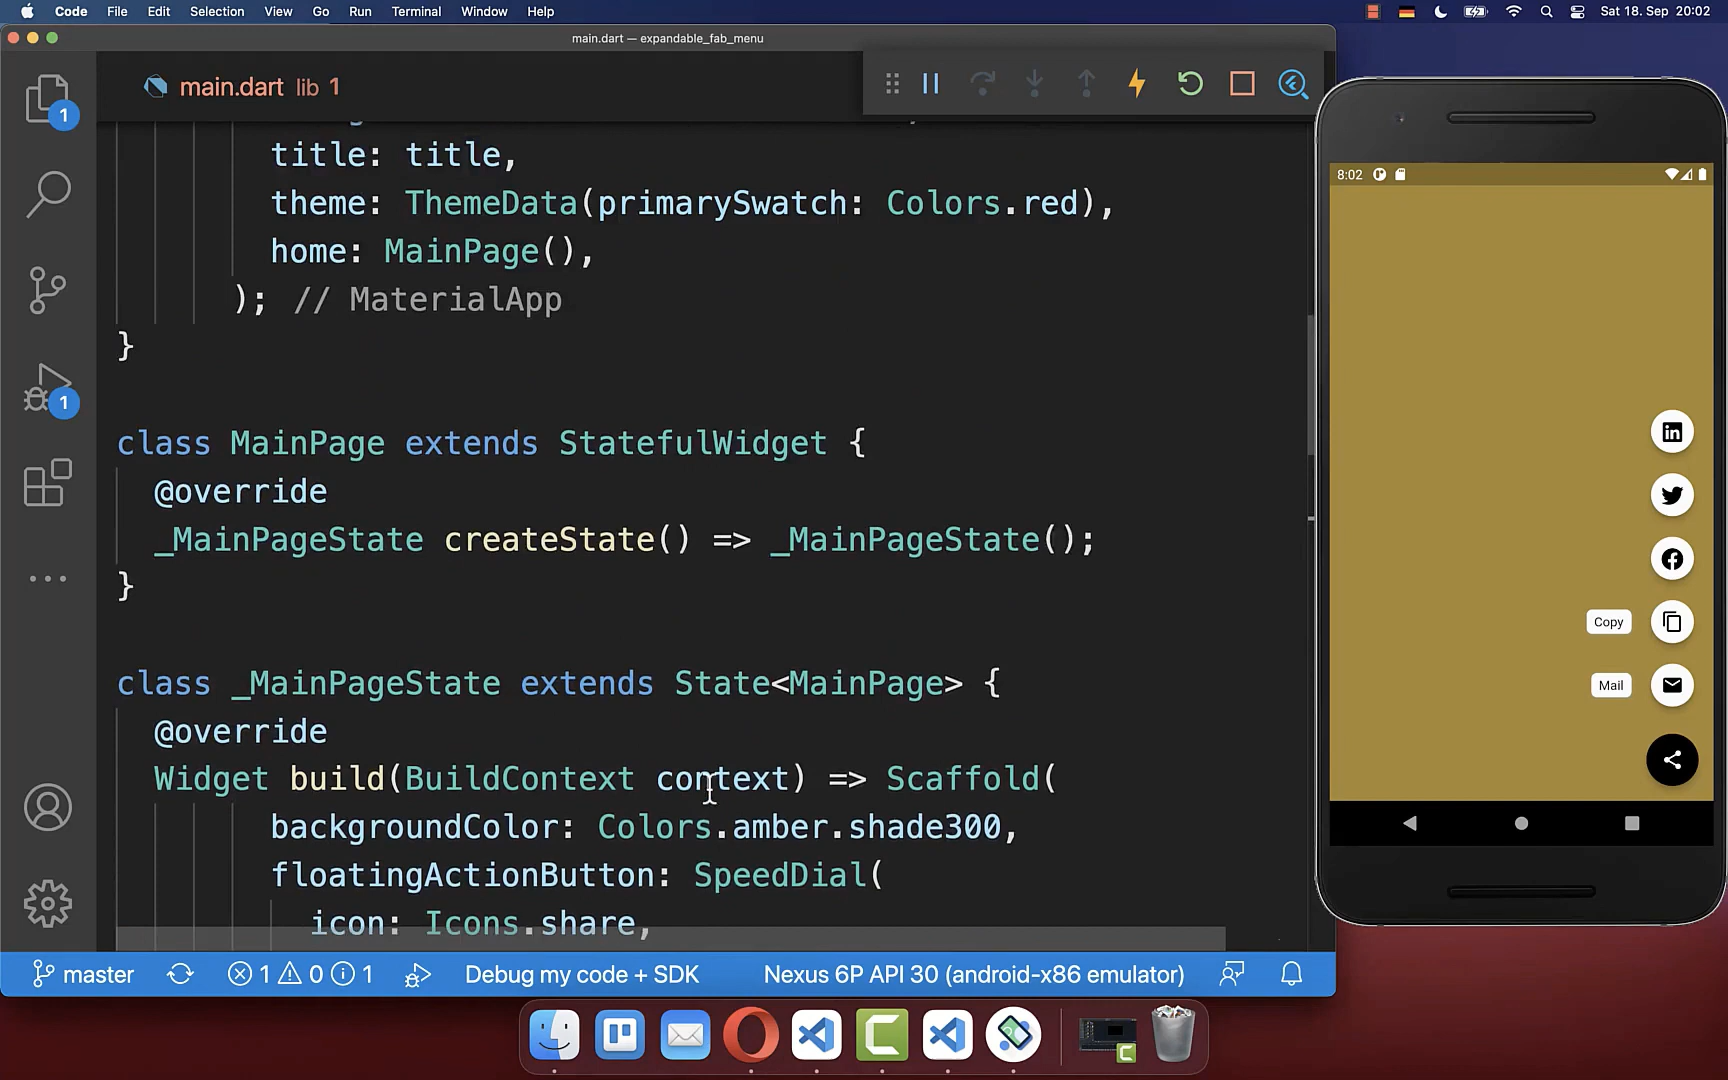 Code File Edit Selection View Go Run Terminal Window Help
Sat 18. Sep 20:02
main.dart — expandable_fab_menu
main.dart lib 1
1
title: title,
theme: ThemeData(primarySwatch: Colors.red),
home: MainPage(),
); // MaterialApp
}
1
class MainPage extends StatefulWidget {
@override
_MainPageState createState() => _MainPageState();
}
class _MainPageState extends State<MainPage> {
@override
Widget build(BuildContext context) => Scaffold(
backgroundColor: Colors.amber.shade300,
floatingActionButton: SpeedDial(
icon: Icons.share,
master 1 0 1 Debug my code + SDK Nexus 6P API 30 (android-x86 emulator)
8:02
Copy
Mail